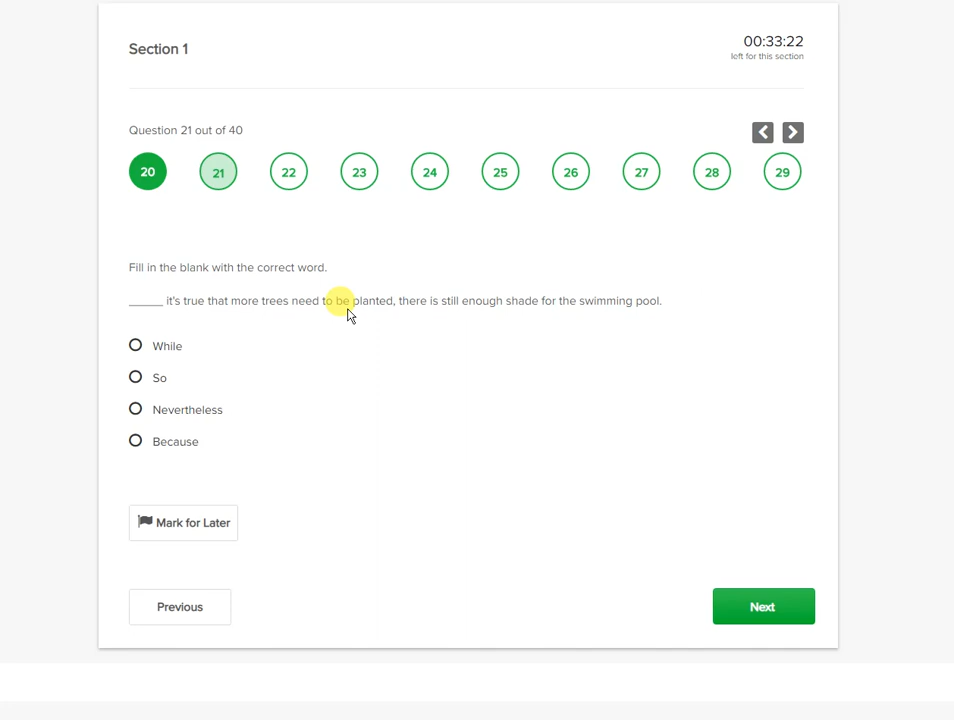 Section 1
00:33:22
left for this section
Question 21 out of 40
20 21 22 23 24 25 26 27 28 29
Fill in the blank with the correct word.
_____ it's true that more trees need to be planted, there is still enough shade for the swimming pool.
While
So
Nevertheless
Because
Mark for Later
Previous
Next